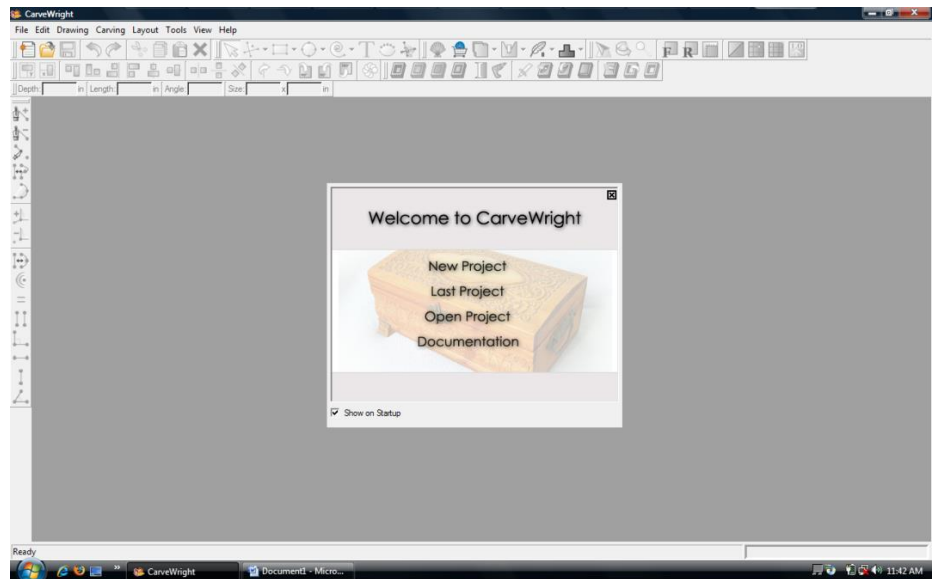 CarveWright
File Edit Drawing Carving Layout Tools View Help
Depth: in Length: in Angle: Size: x in
Welcome to CarveWright
New Project
Last Project
Open Project
Documentation
Show on Startup
Ready
CarveWright Document1 - Micro... 11:42 AM